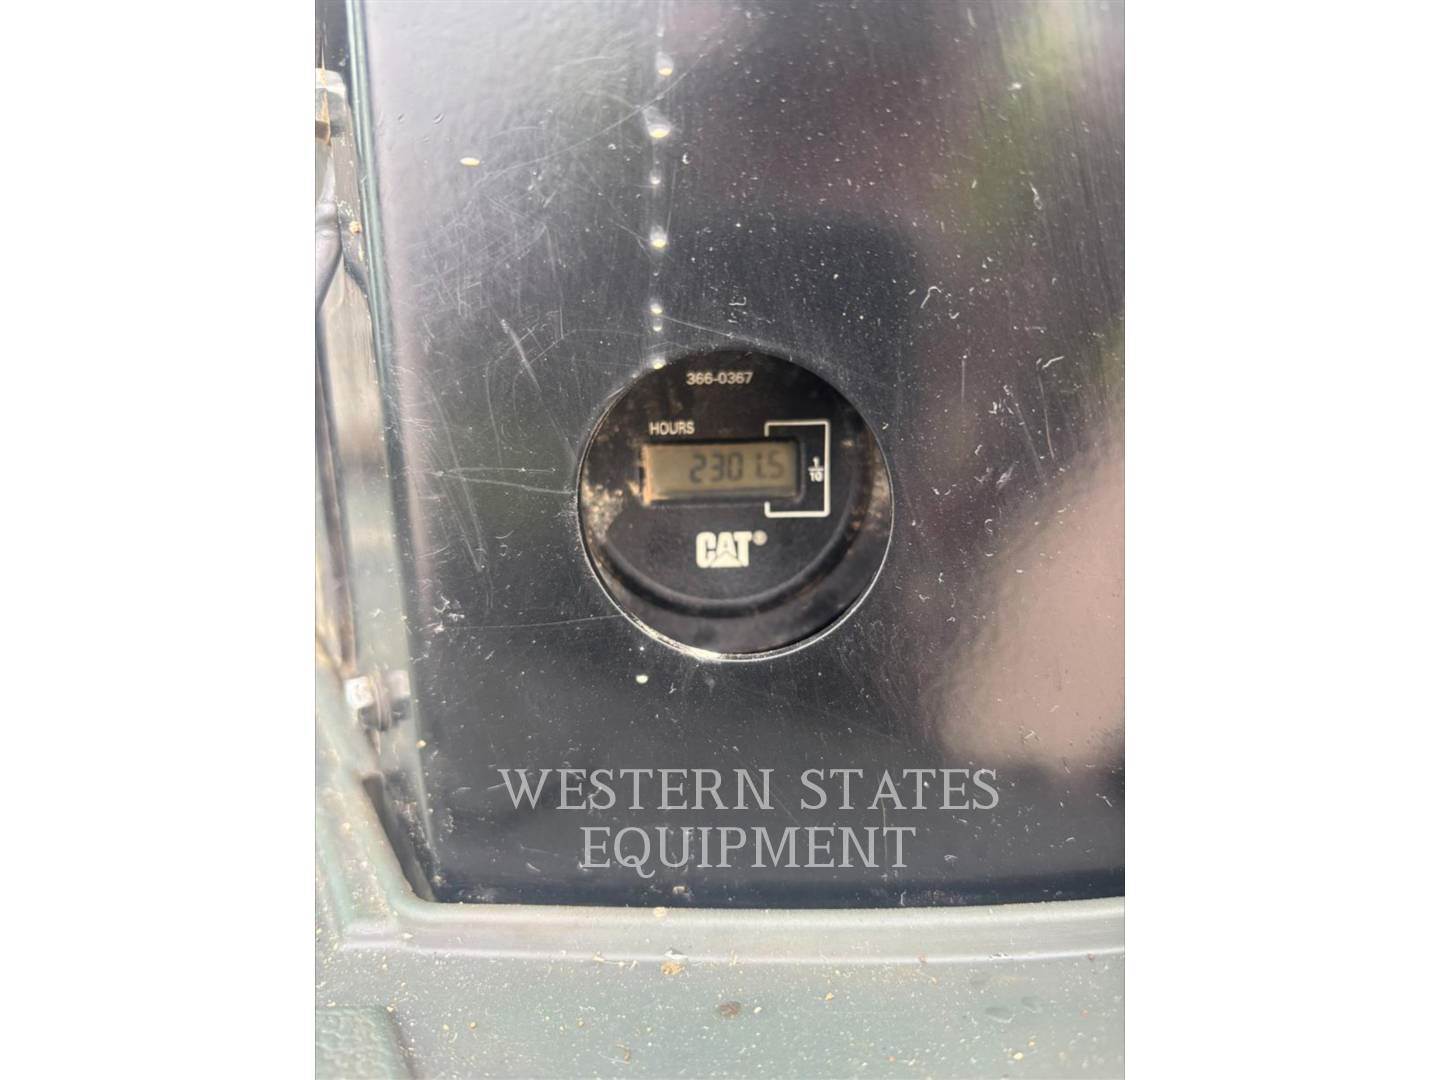 366-0367
HOURS
2301.5
1
10
CAT®
WESTERN STATES
EQUIPMENT